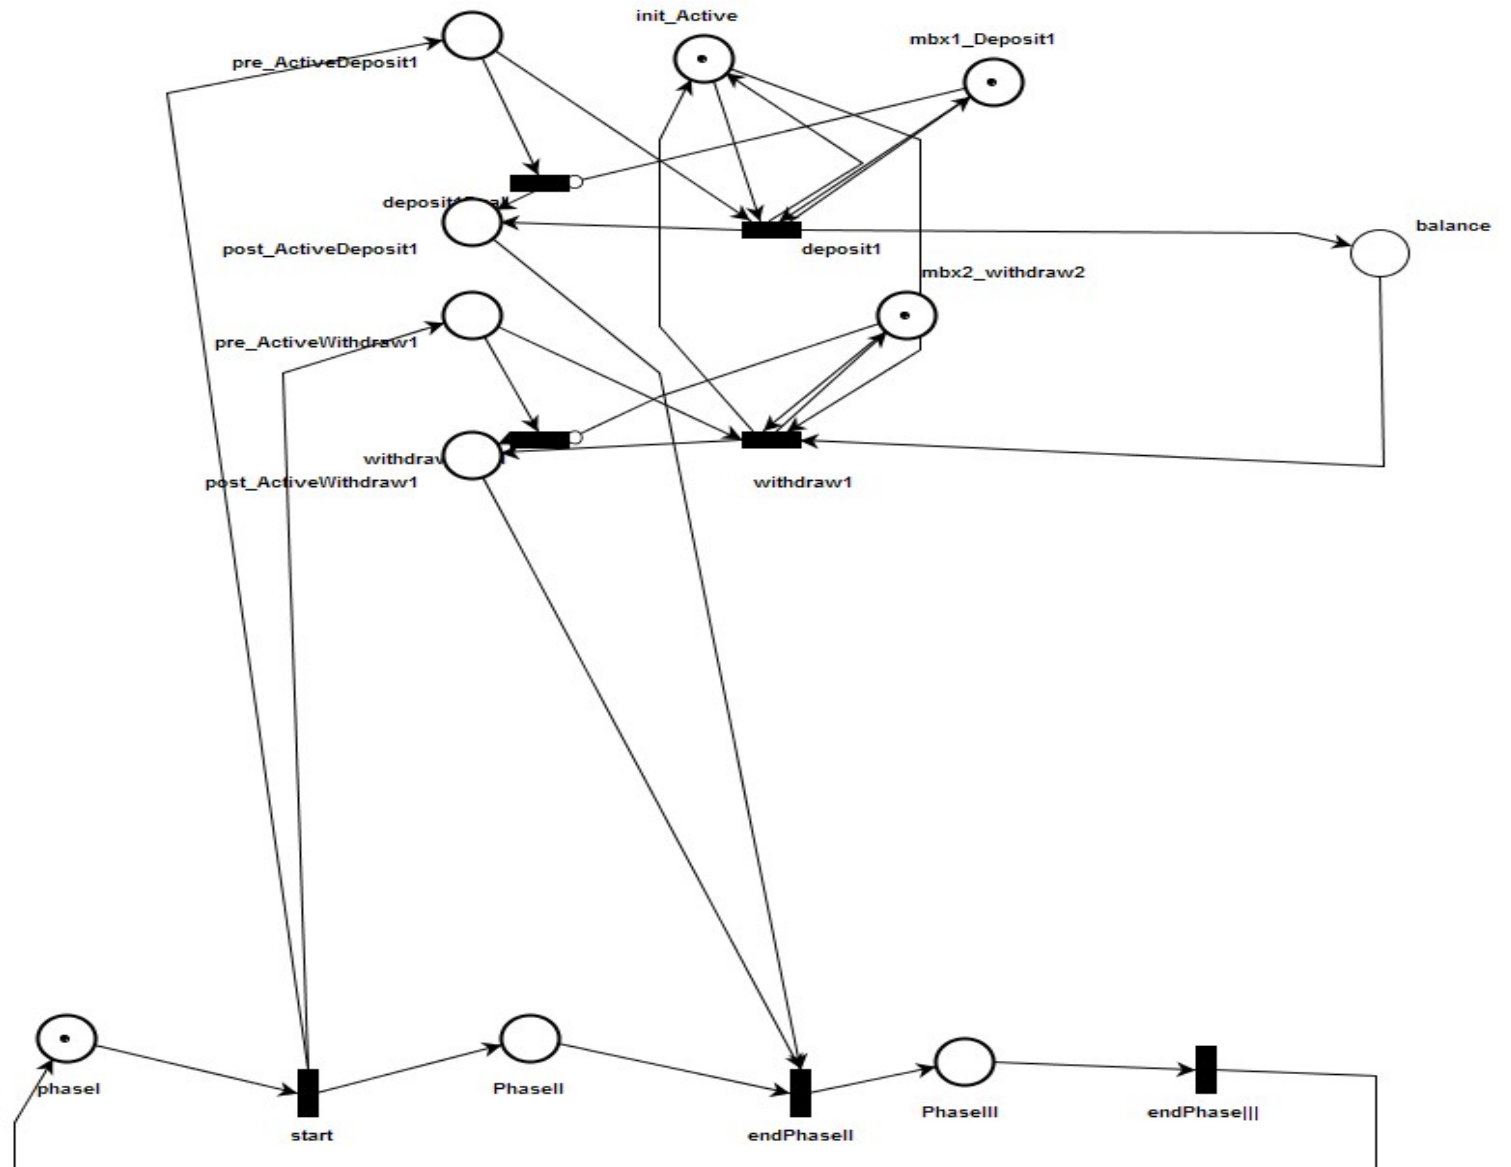 init_Active
mbx1_Deposit1
pre_ActiveDeposit1
post_ActiveDeposit1
deposit1
balance
mbx2_withdraw2
pre_ActiveWithdraw1
post_ActiveWithdraw1
withdraw1
phaseI
PhaseII
PhaseIII
endPhase|||
start
endPhaseII